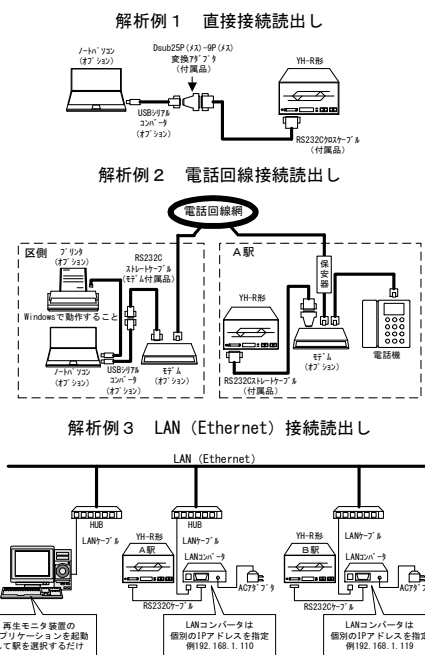 解析例１　直接接続読出し
ﾉｰﾄﾊﾟｿｺﾝ
(ｵﾌﾟｼｮﾝ)
Dsub25P(ﾒｽ)-9P(ﾒｽ)
変換ｱﾀﾞﾌﾟﾀ
(付属品)
YH-R形
USBｼﾘｱﾙ
ｺﾝﾊﾞｰﾀ
(ｵﾌﾟｼｮﾝ)
RS232Cｸﾛｽｹｰﾌﾞﾙ
(付属品)
解析例２　電話回線接続読出し
電話回線網
区側
ﾌﾟﾘﾝﾀ
(ｵﾌﾟｼｮﾝ)
RS232C
ｽﾄﾚｰﾄｹｰﾌﾞﾙ
(ﾓﾃﾞﾑ付属品)
Windowsで動作すること
ﾉｰﾄﾊﾟｿｺﾝ
(ｵﾌﾟｼｮﾝ)
USBｼﾘｱﾙ
ｺﾝﾊﾞｰﾀ
(ｵﾌﾟｼｮﾝ)
ﾓﾃﾞﾑ
(ｵﾌﾟｼｮﾝ)
A駅
保安器
YH-R形
RS232Cｽﾄﾚｰﾄｹｰﾌﾞﾙ
(付属品)
ﾓﾃﾞﾑ
(ｵﾌﾟｼｮﾝ)
電話機
解析例３　LAN（Ethernet）接続読出し
LAN（Ethernet）
HUB
LANｹｰﾌﾞﾙ
HUB
YH-R形
A駅
LANｹｰﾌﾞﾙ
LANｺﾝﾊﾞｰﾀ
ACｱﾀﾞﾌﾟﾀ
RS232Cｹｰﾌﾞﾙ
YH-R形
B駅
LANｹｰﾌﾞﾙ
LANｺﾝﾊﾞｰﾀ
ACｱﾀﾞﾌﾟﾀ
RS232Cｹｰﾌﾞﾙ
再生モニタ装置の
プリケーションを起動
して駅を選択するだけ
LANコンバータは
個別のIPアドレスを指定
例192.168.1.110
LANコンバータは
個別のIPアドレスを指定
例192.168.1.119